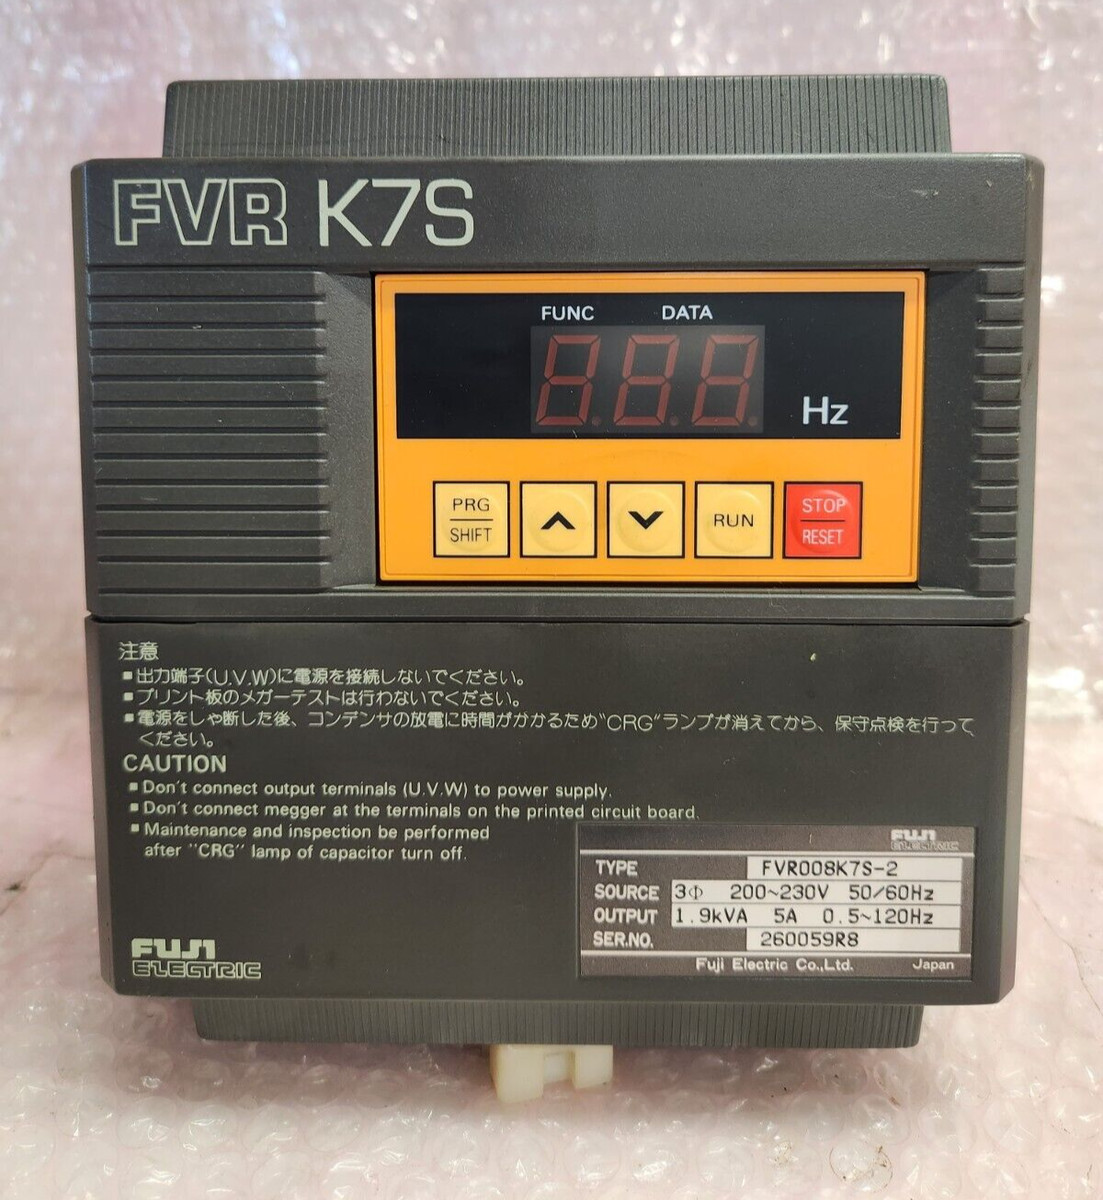 FVR K7S
FUNC DATA
Hz
PRG
SHIFT
RUN
STOP
RESET
注意
■出力端子(U.V.W)に電源を接続しないでください。
■プリント板のメガーテストは行わないでください。
■電源をしゃ断した後、コンデンサの放電に時間がかかるため"CRG"ランプが消えてから、保守点検を行って
ください。
CAUTION
■Don't connect output terminals (U.V.W) to power supply.
■Don't connect megger at the terminals on the printed circuit board.
■Maintenance and inspection be performed
after "CRG" lamp of capacitor turn off.
FUJI
ELECTRIC
TYPE FVR008K7S-2
SOURCE 3Φ 200~230V 50/60Hz
OUTPUT 1.9kVA 5A 0.5~120Hz
SER.NO. 260059R8
Fuji Electric Co.,Ltd. Japan
FUJI
ELECTRIC